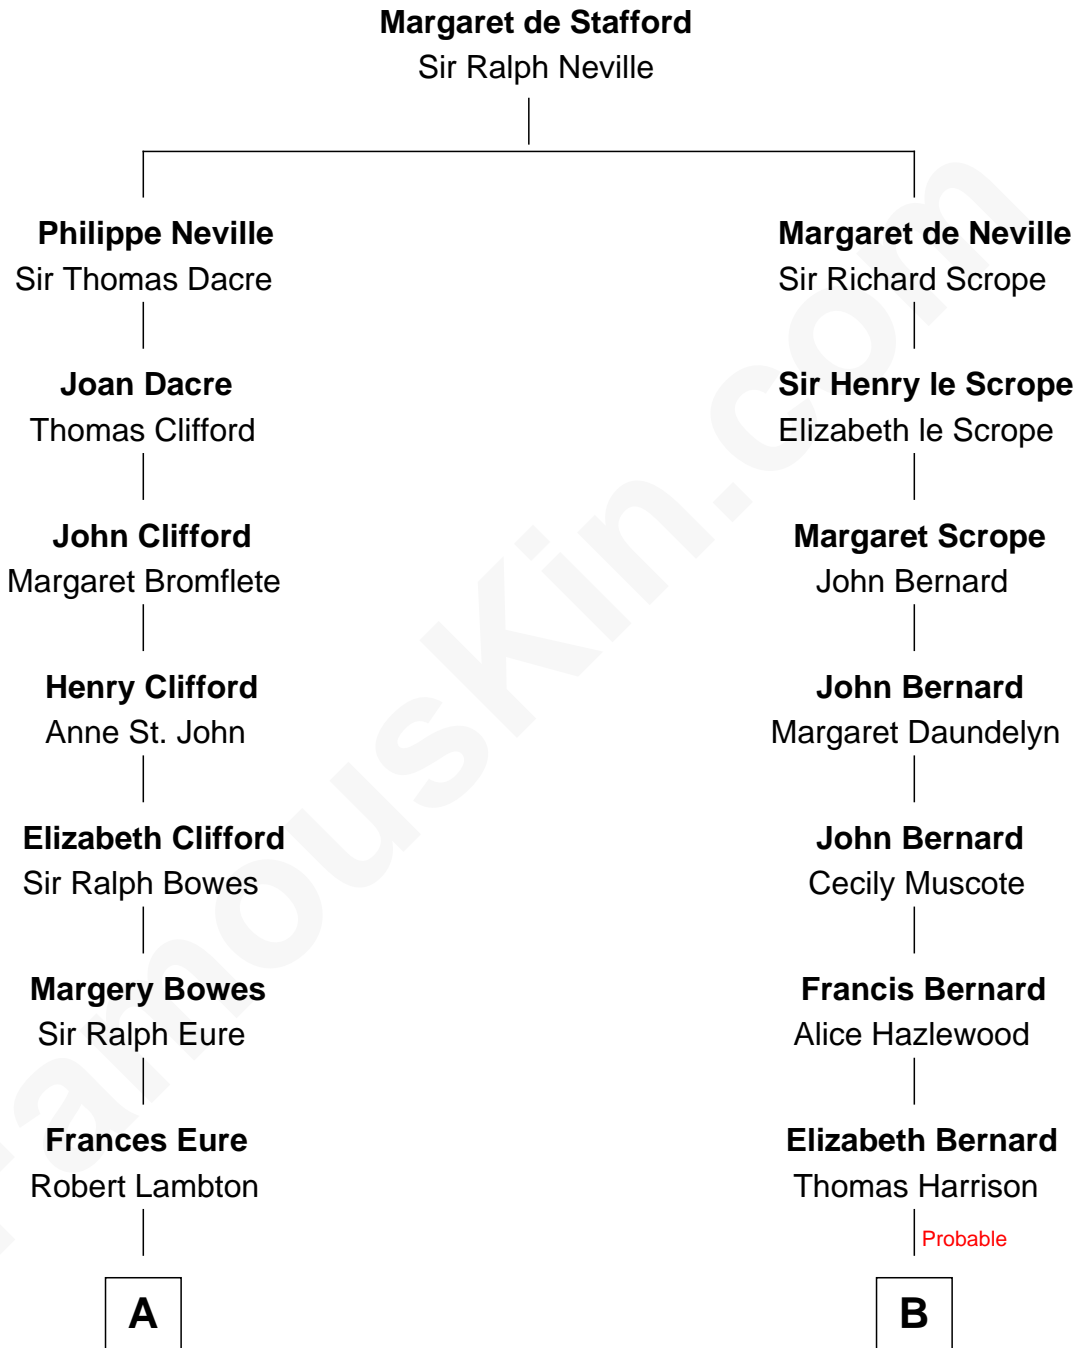 Margaret de Stafford
Sir Ralph Neville
Philippe Neville
Sir Thomas Dacre
Margaret de Neville
Sir Richard Scrope
Joan Dacre
Thomas Clifford
Sir Henry le Scrope
Elizabeth le Scrope
John Clifford
Margaret Bromflete
Margaret Scrope
John Bernard
Henry Clifford
Anne St. John
John Bernard
Margaret Daundelyn
Elizabeth Clifford
Sir Ralph Bowes
John Bernard
Cecily Muscote
Margery Bowes
Sir Ralph Eure
Francis Bernard
Alice Hazlewood
Frances Eure
Robert Lambton
Elizabeth Bernard
Thomas Harrison
Probable
A
B
FamousKin.com